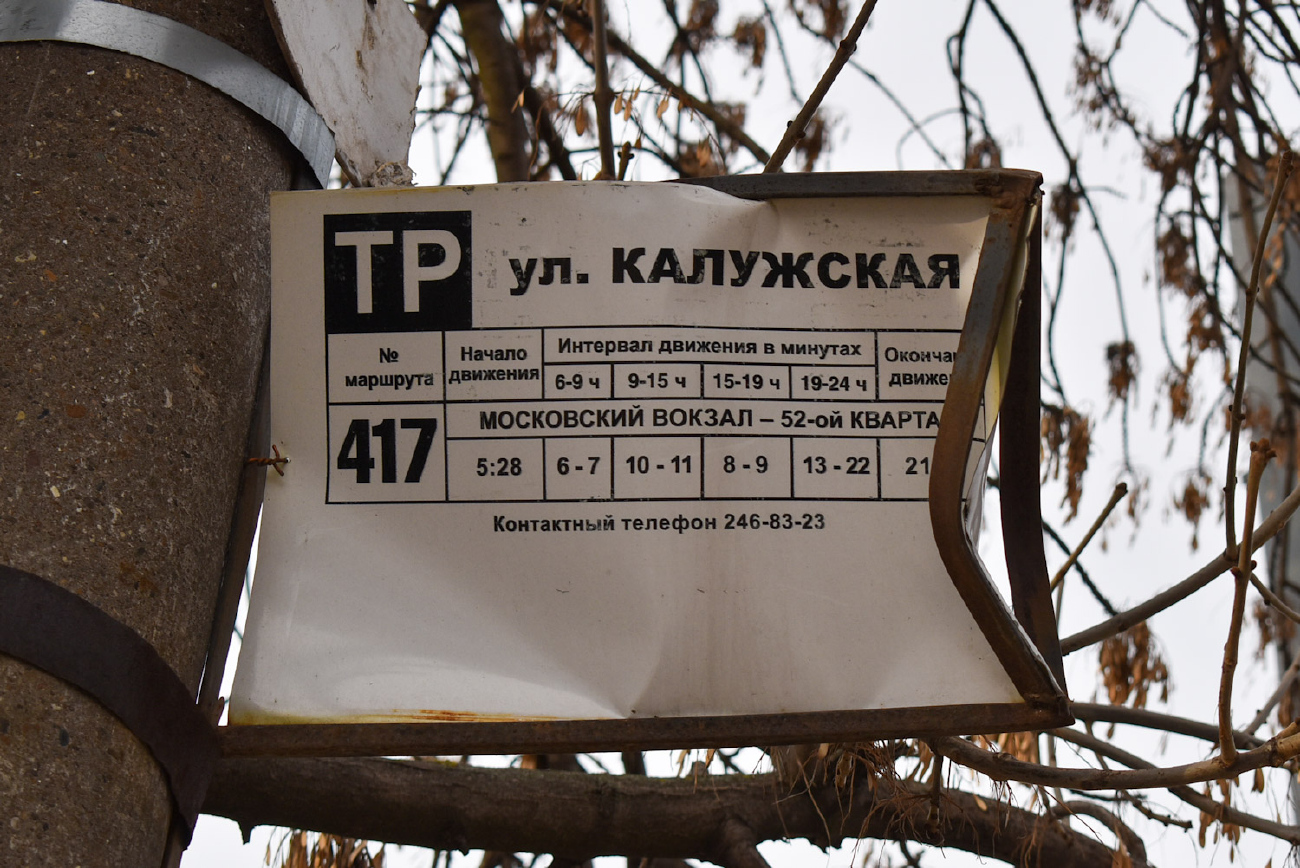 ТР ул. КАЛУЖСКАЯ
№ маршрута Начало движения Интервал движения в минутах
6-9 ч 9-15 ч 15-19 ч 19-24 ч
417 МОСКОВСКИЙ ВОКЗАЛ – 52-ой
5:28 6 - 7 10 - 11 8 - 9 13 - 22 21
Контактный телефон 246-83-23